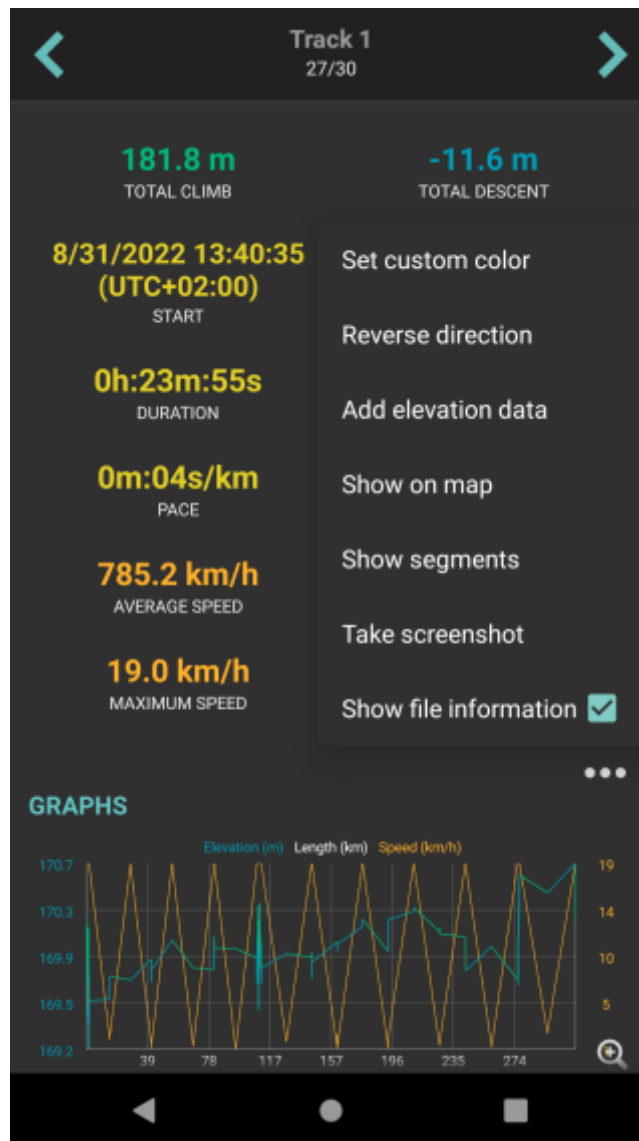 Track 1
27/30
181.8 m
TOTAL CLIMB
-11.6 m
TOTAL DESCENT
8/31/2022 13:40:35
(UTC+02:00)
START
0h:23m:55s
DURATION
0m:04s/km
PACE
785.2 km/h
AVERAGE SPEED
19.0 km/h
MAXIMUM SPEED
Set custom color
Reverse direction
Add elevation data
Show on map
Show segments
Take screenshot
Show file information
GRAPHS
Elevation (m) Length (km) Speed (km/h)
170.7 19
170.3 14
169.9 10
169.5 5
169.2
39 78 117 157 196 235 274